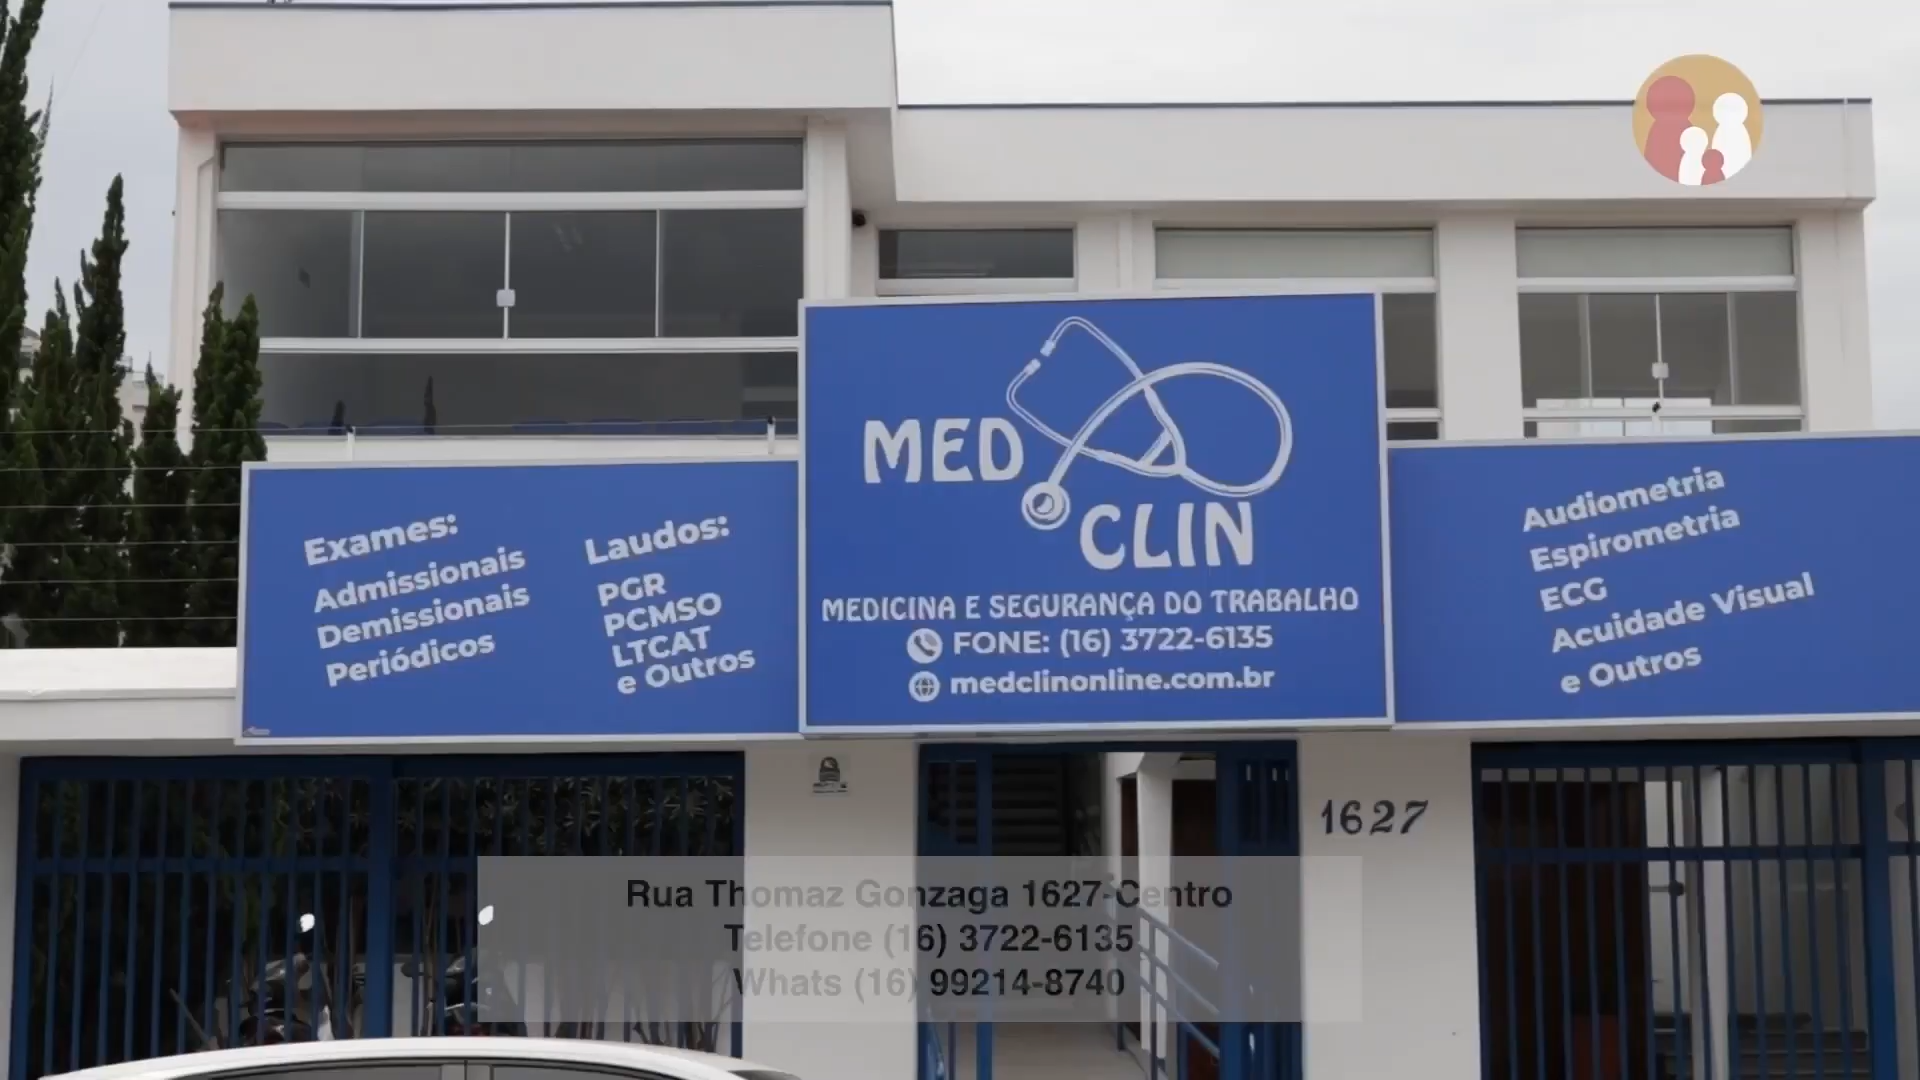 MED
CLIN
MEDICINA E SEGURANÇA DO TRABALHO
FONE: (16) 3722-6135
medclinonline.com.br
Exames:
Admissionais
Demissionais
Periódicos
Laudos:
PGR
PCMSO
LTCAT
e Outros
Audiometria
Espirometria
ECG
Acuidade Visual
e Outros
1627
Rua Thomaz Gonzaga 1627-Centro
Telefone (16) 3722-6135
Whats (16) 99214-8740